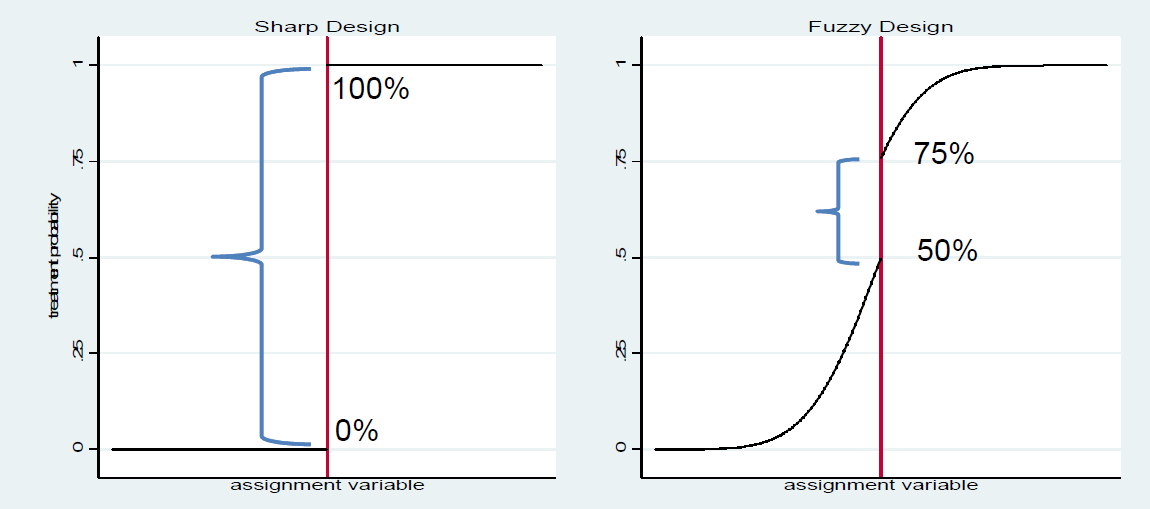 Sharp Design
treatment probability
1
.75
.5
.25
0
100%
0%
assignment variable
Fuzzy Design
1
.75
.5
.25
0
75%
50%
assignment variable